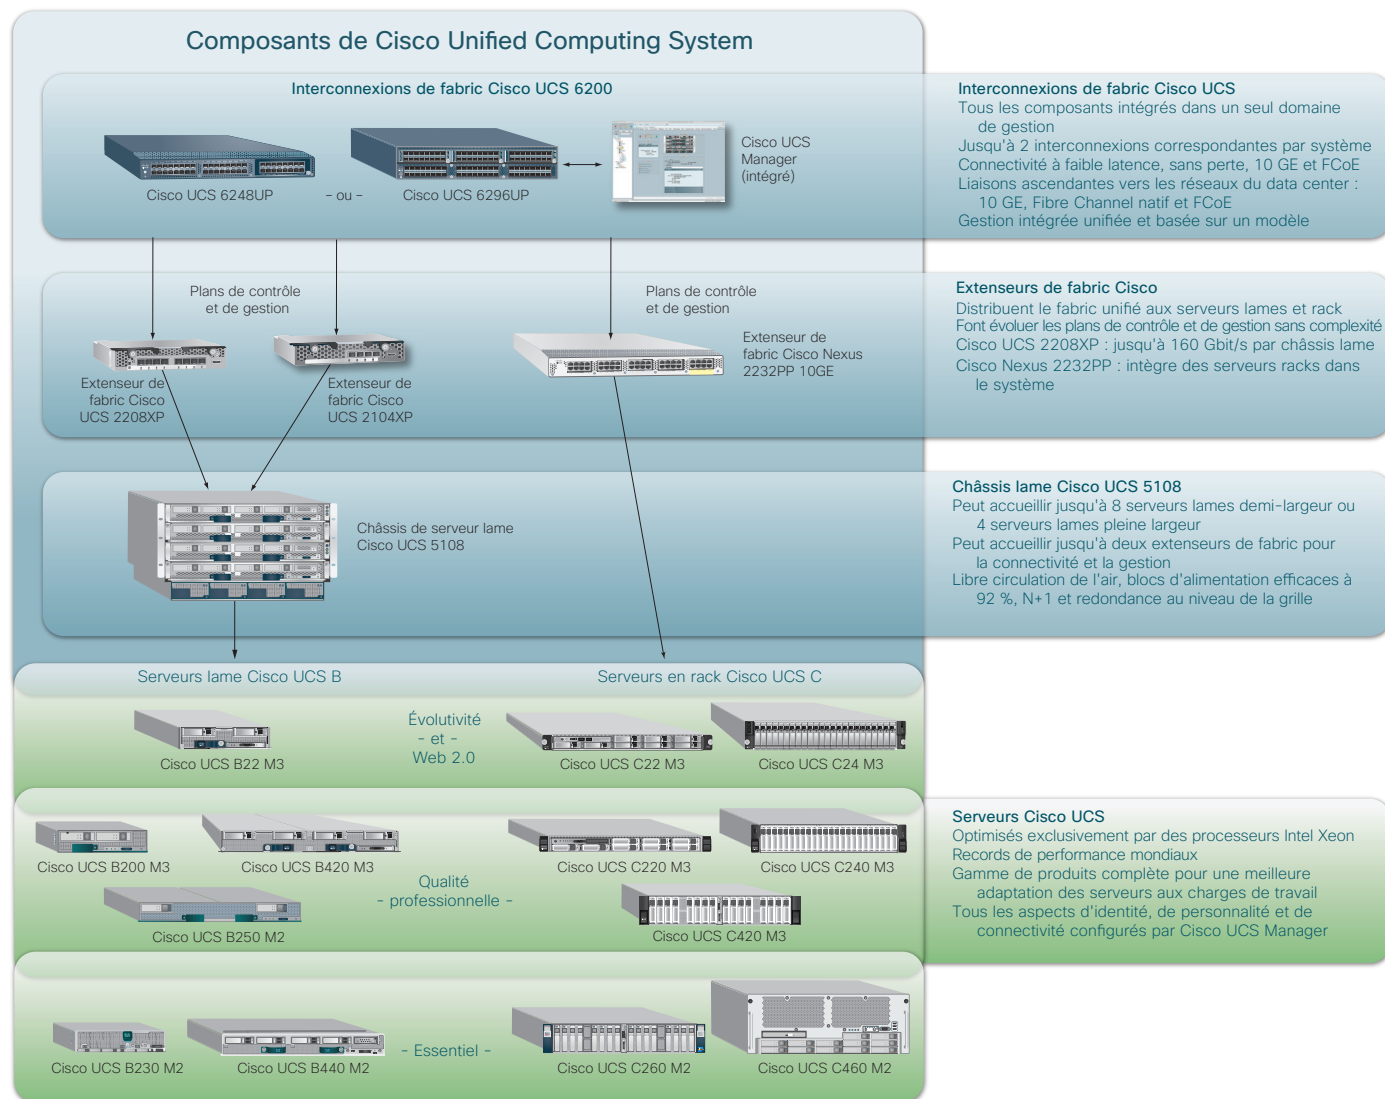 Composants de Cisco Unified Computing System
Interconnexions de fabric Cisco UCS 6200
Cisco UCS 6248UP
- ou -
Cisco UCS 6296UP
Cisco UCS
Manager
(intégré)
Interconnexions de fabric Cisco UCS
Tous les composants intégrés dans un seul domaine
de gestion
Jusqu'à 2 interconnexions correspondantes par système
Connectivité à faible latence, sans perte, 10 GE et FCoE
Liaisons ascendantes vers les réseaux du data center :
10 GE, Fibre Channel natif et FCoE
Gestion intégrée unifiée et basée sur un modèle
Plans de contrôle
et de gestion
Plans de contrôle
et de gestion
Extenseur de
fabric Cisco
UCS 2208XP
Extenseur de
fabric Cisco
UCS 2104XP
Extenseur de
fabric Cisco Nexus
2232PP 10GE
Extenseurs de fabric Cisco
Distribuent le fabric unifié aux serveurs lames et rack
Font évoluer les plans de contrôle et de gestion sans complexité
Cisco UCS 2208XP : jusqu'à 160 Gbit/s par châssis lame
Cisco Nexus 2232PP : intègre des serveurs racks dans
le système
Châssis de serveur lame
Cisco UCS 5108
Châssis lame Cisco UCS 5108
Peut accueillir jusqu'à 8 serveurs lames demi-largeur ou
4 serveurs lames pleine largeur
Peut accueillir jusqu'à deux extenseurs de fabric pour
la connectivité et la gestion
Libre circulation de l'air, blocs d'alimentation efficaces à
92 %, N+1 et redondance au niveau de la grille
Serveurs lame Cisco UCS B
Serveurs en rack Cisco UCS C
Cisco UCS B22 M3
Évolutivité
- et -
Web 2.0
Cisco UCS C22 M3
Cisco UCS C24 M3
Cisco UCS B200 M3
Cisco UCS B420 M3
Cisco UCS B250 M2
Qualité
- professionnelle -
Cisco UCS C220 M3
Cisco UCS C240 M3
Cisco UCS C420 M3
Serveurs Cisco UCS
Optimisés exclusivement par des processeurs Intel Xeon
Records de performance mondiaux
Gamme de produits complète pour une meilleure
adaptation des serveurs aux charges de travail
Tous les aspects d'identité, de personnalité et de
connectivité configurés par Cisco UCS Manager
Cisco UCS B230 M2
Cisco UCS B440 M2
- Essentiel -
Cisco UCS C260 M2
Cisco UCS C460 M2